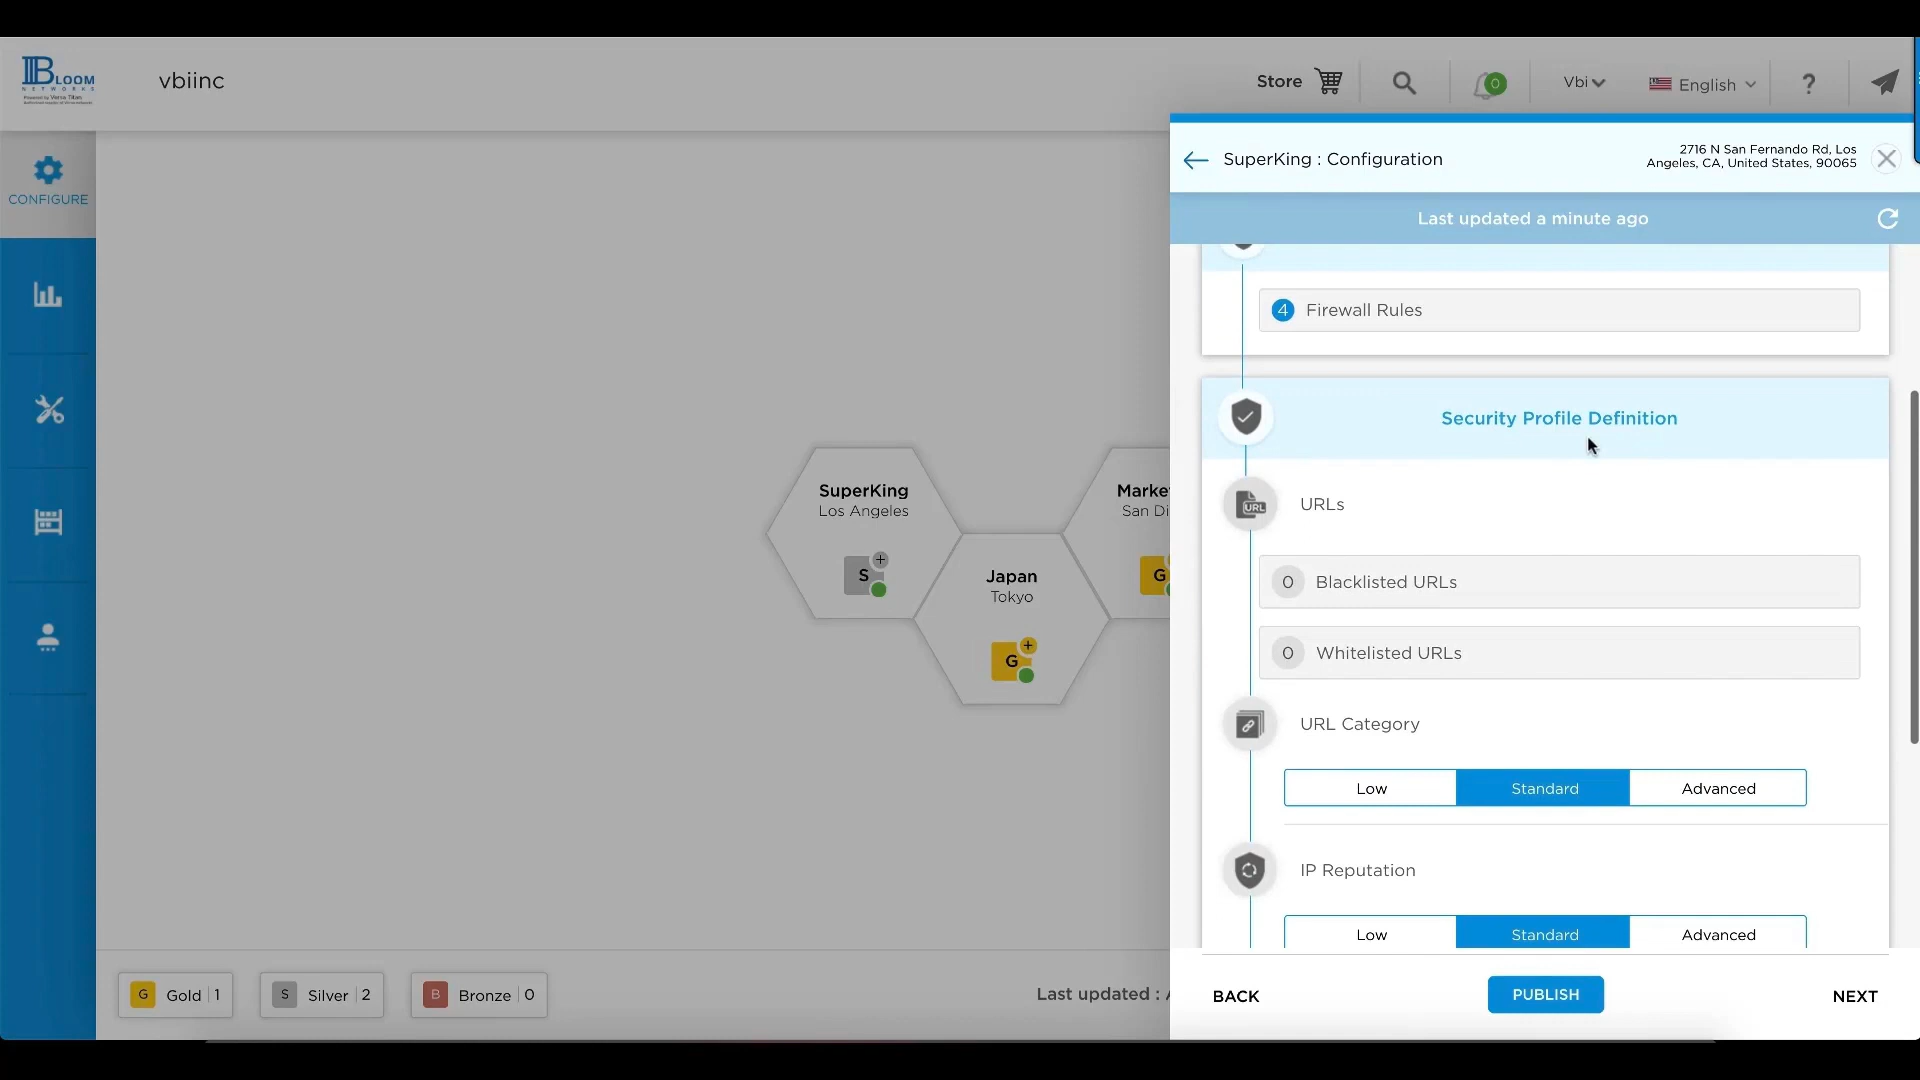 BLOOM
NETWORKS
vbiinc
Store
0
Vbi
English
?
CONFIGURE
SuperKing
Los Angeles
S
+
Japan
Tokyo
G
+
Marke
San Di
G
G Gold 1
S Silver 2
B Bronze 0
Last updated :
SuperKing : Configuration
2716 N San Fernando Rd, Los
Angeles, CA, United States, 90065
Last updated a minute ago
4 Firewall Rules
Security Profile Definition
URL
URLs
0 Blacklisted URLs
0 Whitelisted URLs
URL Category
Low Standard Advanced
IP Reputation
Low Standard Advanced
BACK
PUBLISH
NEXT